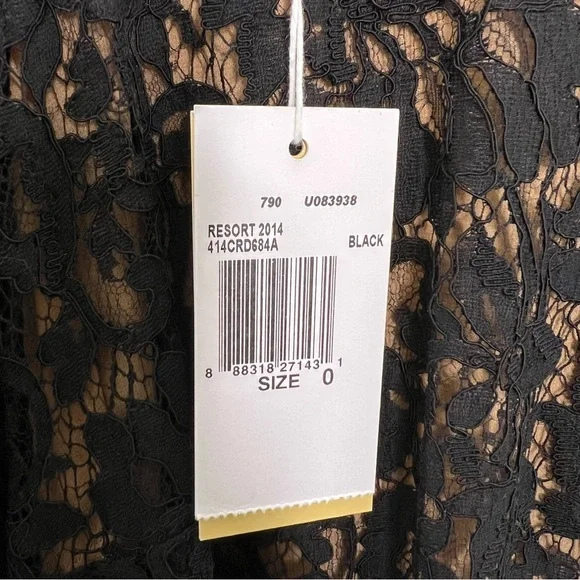 790 U083938
RESORT 2014
414CRD684A BLACK
8 88318 27143 1
SIZE 0